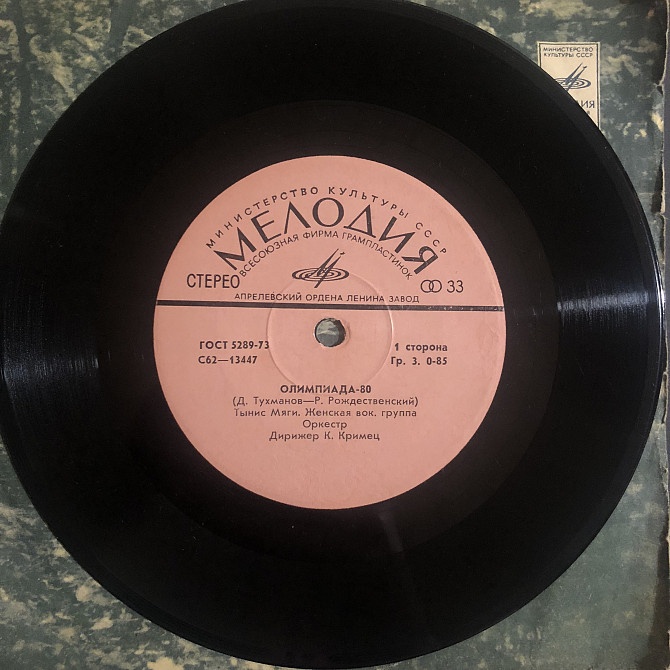 МИНИСТЕРСТВО
КУЛЬТУРЫ СССР
МИНИСТЕРСТВО КУЛЬТУРЫ СССР
МЕЛОДИЯ
ВСЕСОЮЗНАЯ ФИРМА ГРАМПЛАСТИНОК
СТЕРЕО
33
АПРЕЛЕВСКИЙ ОРДЕНА ЛЕНИНА ЗАВОД
ГОСТ 5289-73
1 сторона
С62—13447
Гр. 3. 0-85
ОЛИМПИАДА-80
(Д. Тухманов—Р. Рождественский)
Тынис Мяги. Женская вок. группа
Оркестр
Дирижер К. Кримец